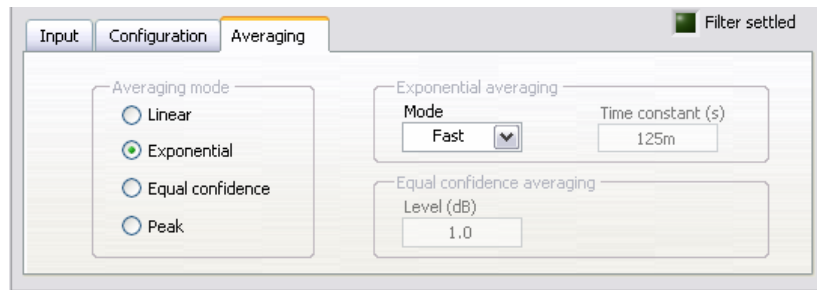 Filter settled
Input Configuration Averaging
Averaging mode
Linear
Exponential
Equal confidence
Peak
Exponential averaging
Mode Time constant (s)
Fast 125m
Equal confidence averaging
Level (dB)
1.0